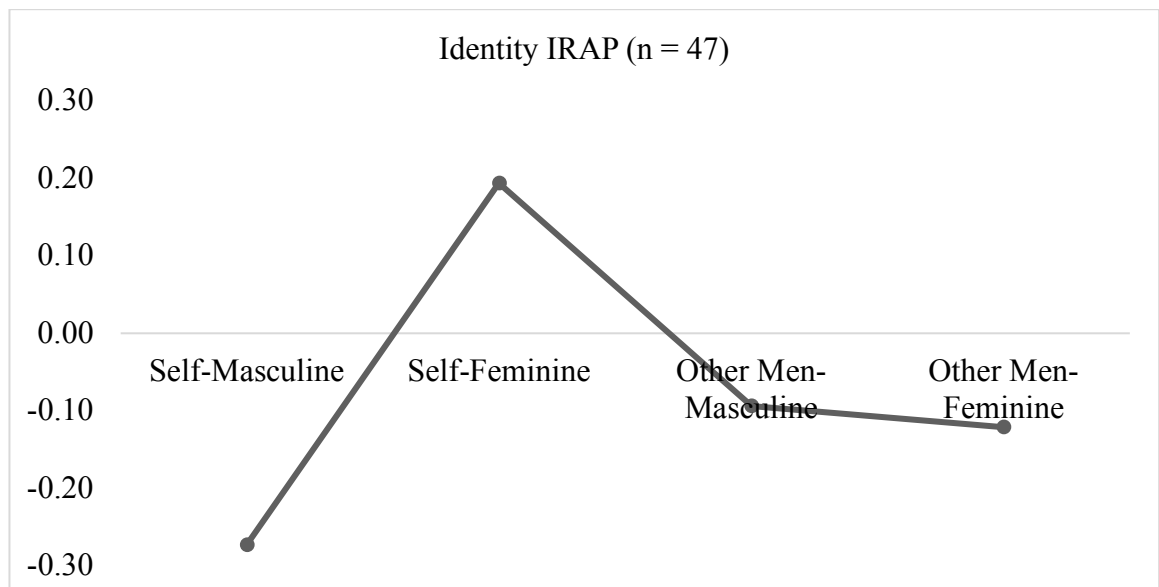 Identity IRAP (n = 47)
0.30
0.20
0.10
0.00
Self-Masculine Self-Feminine Other Men- Other Men-
Masculine Feminine
-0.10
-0.20
-0.30